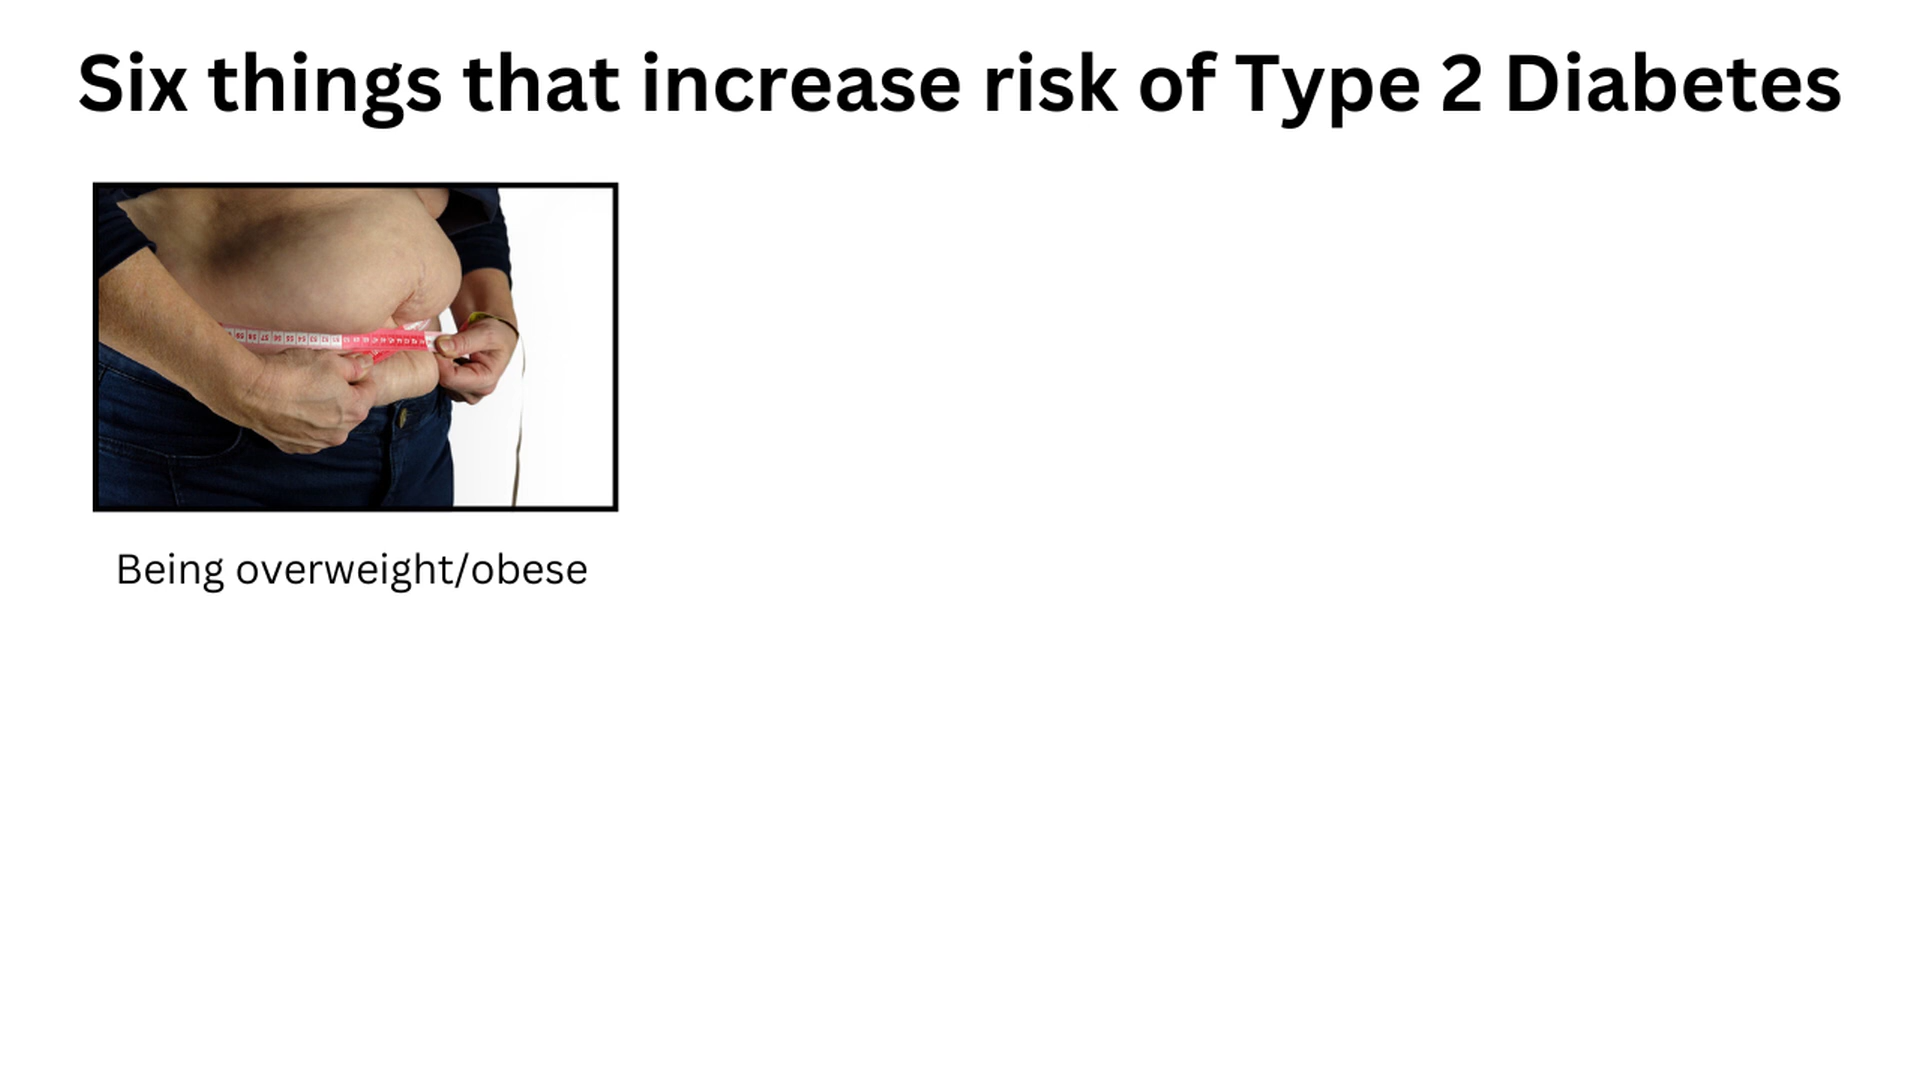 Six things that increase risk of Type 2 Diabetes
Being overweight/obese